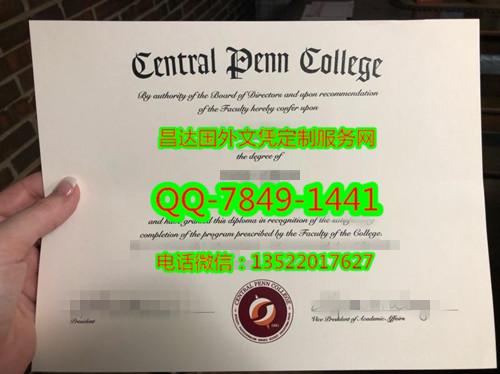 Central Penn College
By authority of the Board of Directors and upon recommendation
of the Faculty hereby confer upon
昌达国外文凭定制服务网
the degree of
QQ-7849-1441
and have granted this diploma in recognition of the satisfactory
completion of the program prescribed by the Faculty of the College.
电话微信：13522017627
CENTRAL PENN COLLEGE
President
Vice President of Academic Affairs